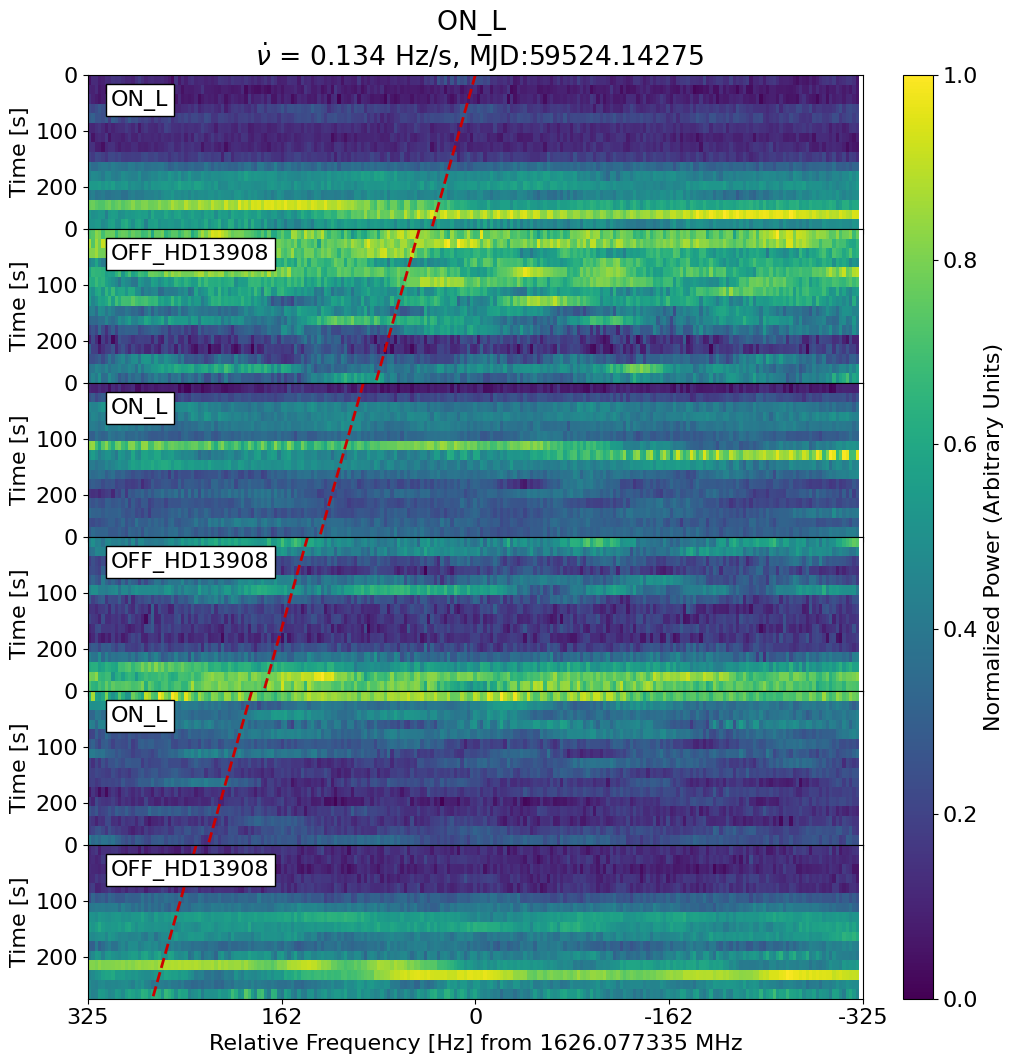 ON_L
ν̇ = 0.134 Hz/s, MJD:59524.14275
0
ON_L
100
Time [s]
200
0
OFF_HD13908
100
Time [s]
200
0
ON_L
100
Time [s]
200
0
OFF_HD13908
100
Time [s]
200
0
ON_L
100
Time [s]
200
0
OFF_HD13908
100
Time [s]
200
325 162 0 -162 -325
Relative Frequency [Hz] from 1626.077335 MHz
1.0
0.8
0.6
0.4
0.2
0.0
Normalized Power (Arbitrary Units)